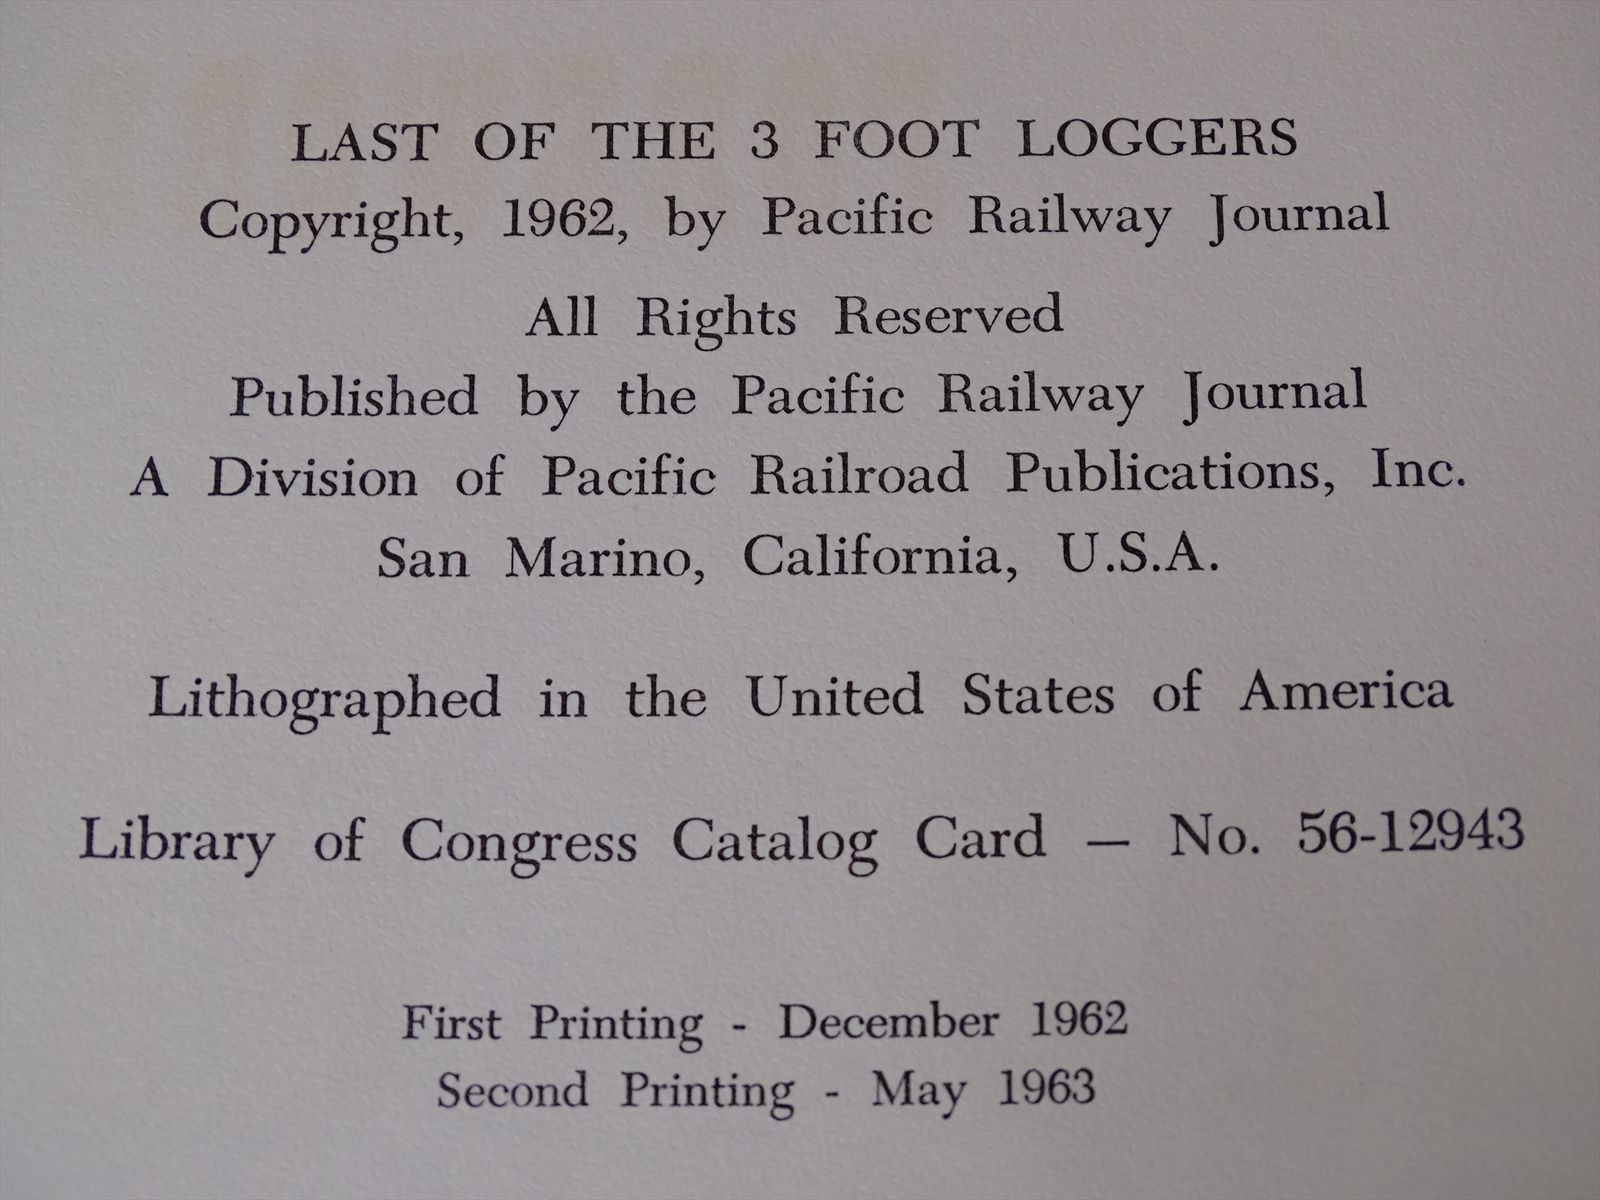 LAST OF THE 3 FOOT LOGGERS
Copyright, 1962, by Pacific Railway Journal
All Rights Reserved
Published by the Pacific Railway Journal
A Division of Pacific Railroad Publications, Inc.
San Marino, California, U.S.A.
Lithographed in the United States of America
Library of Congress Catalog Card — No. 56-12943
First Printing - December 1962
Second Printing - May 1963